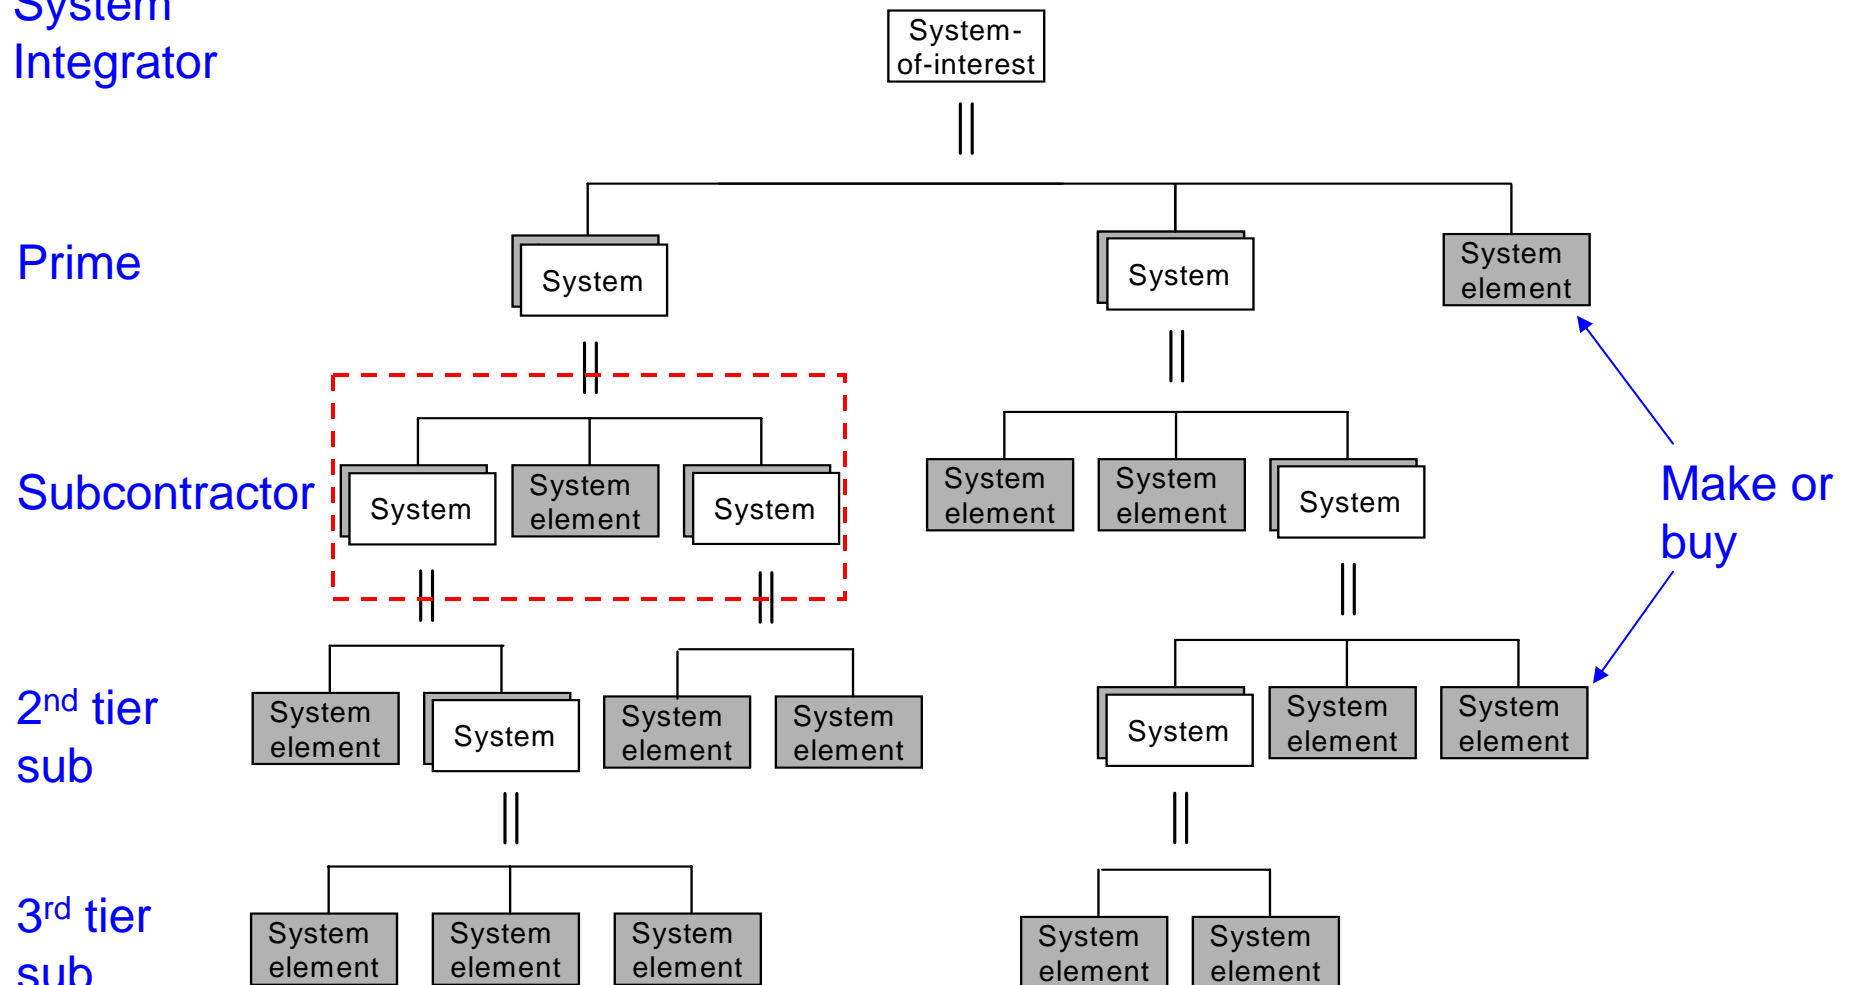 System
Integrator
System-
of-interest
Prime
System
System
System
element
Subcontractor
System
System
element
System
System
element
System
element
System
Make or
buy
2nd tier
sub
System
element
System
System
element
System
element
System
System
element
System
element
3rd tier
sub
System
element
System
element
System
element
System
element
System
element